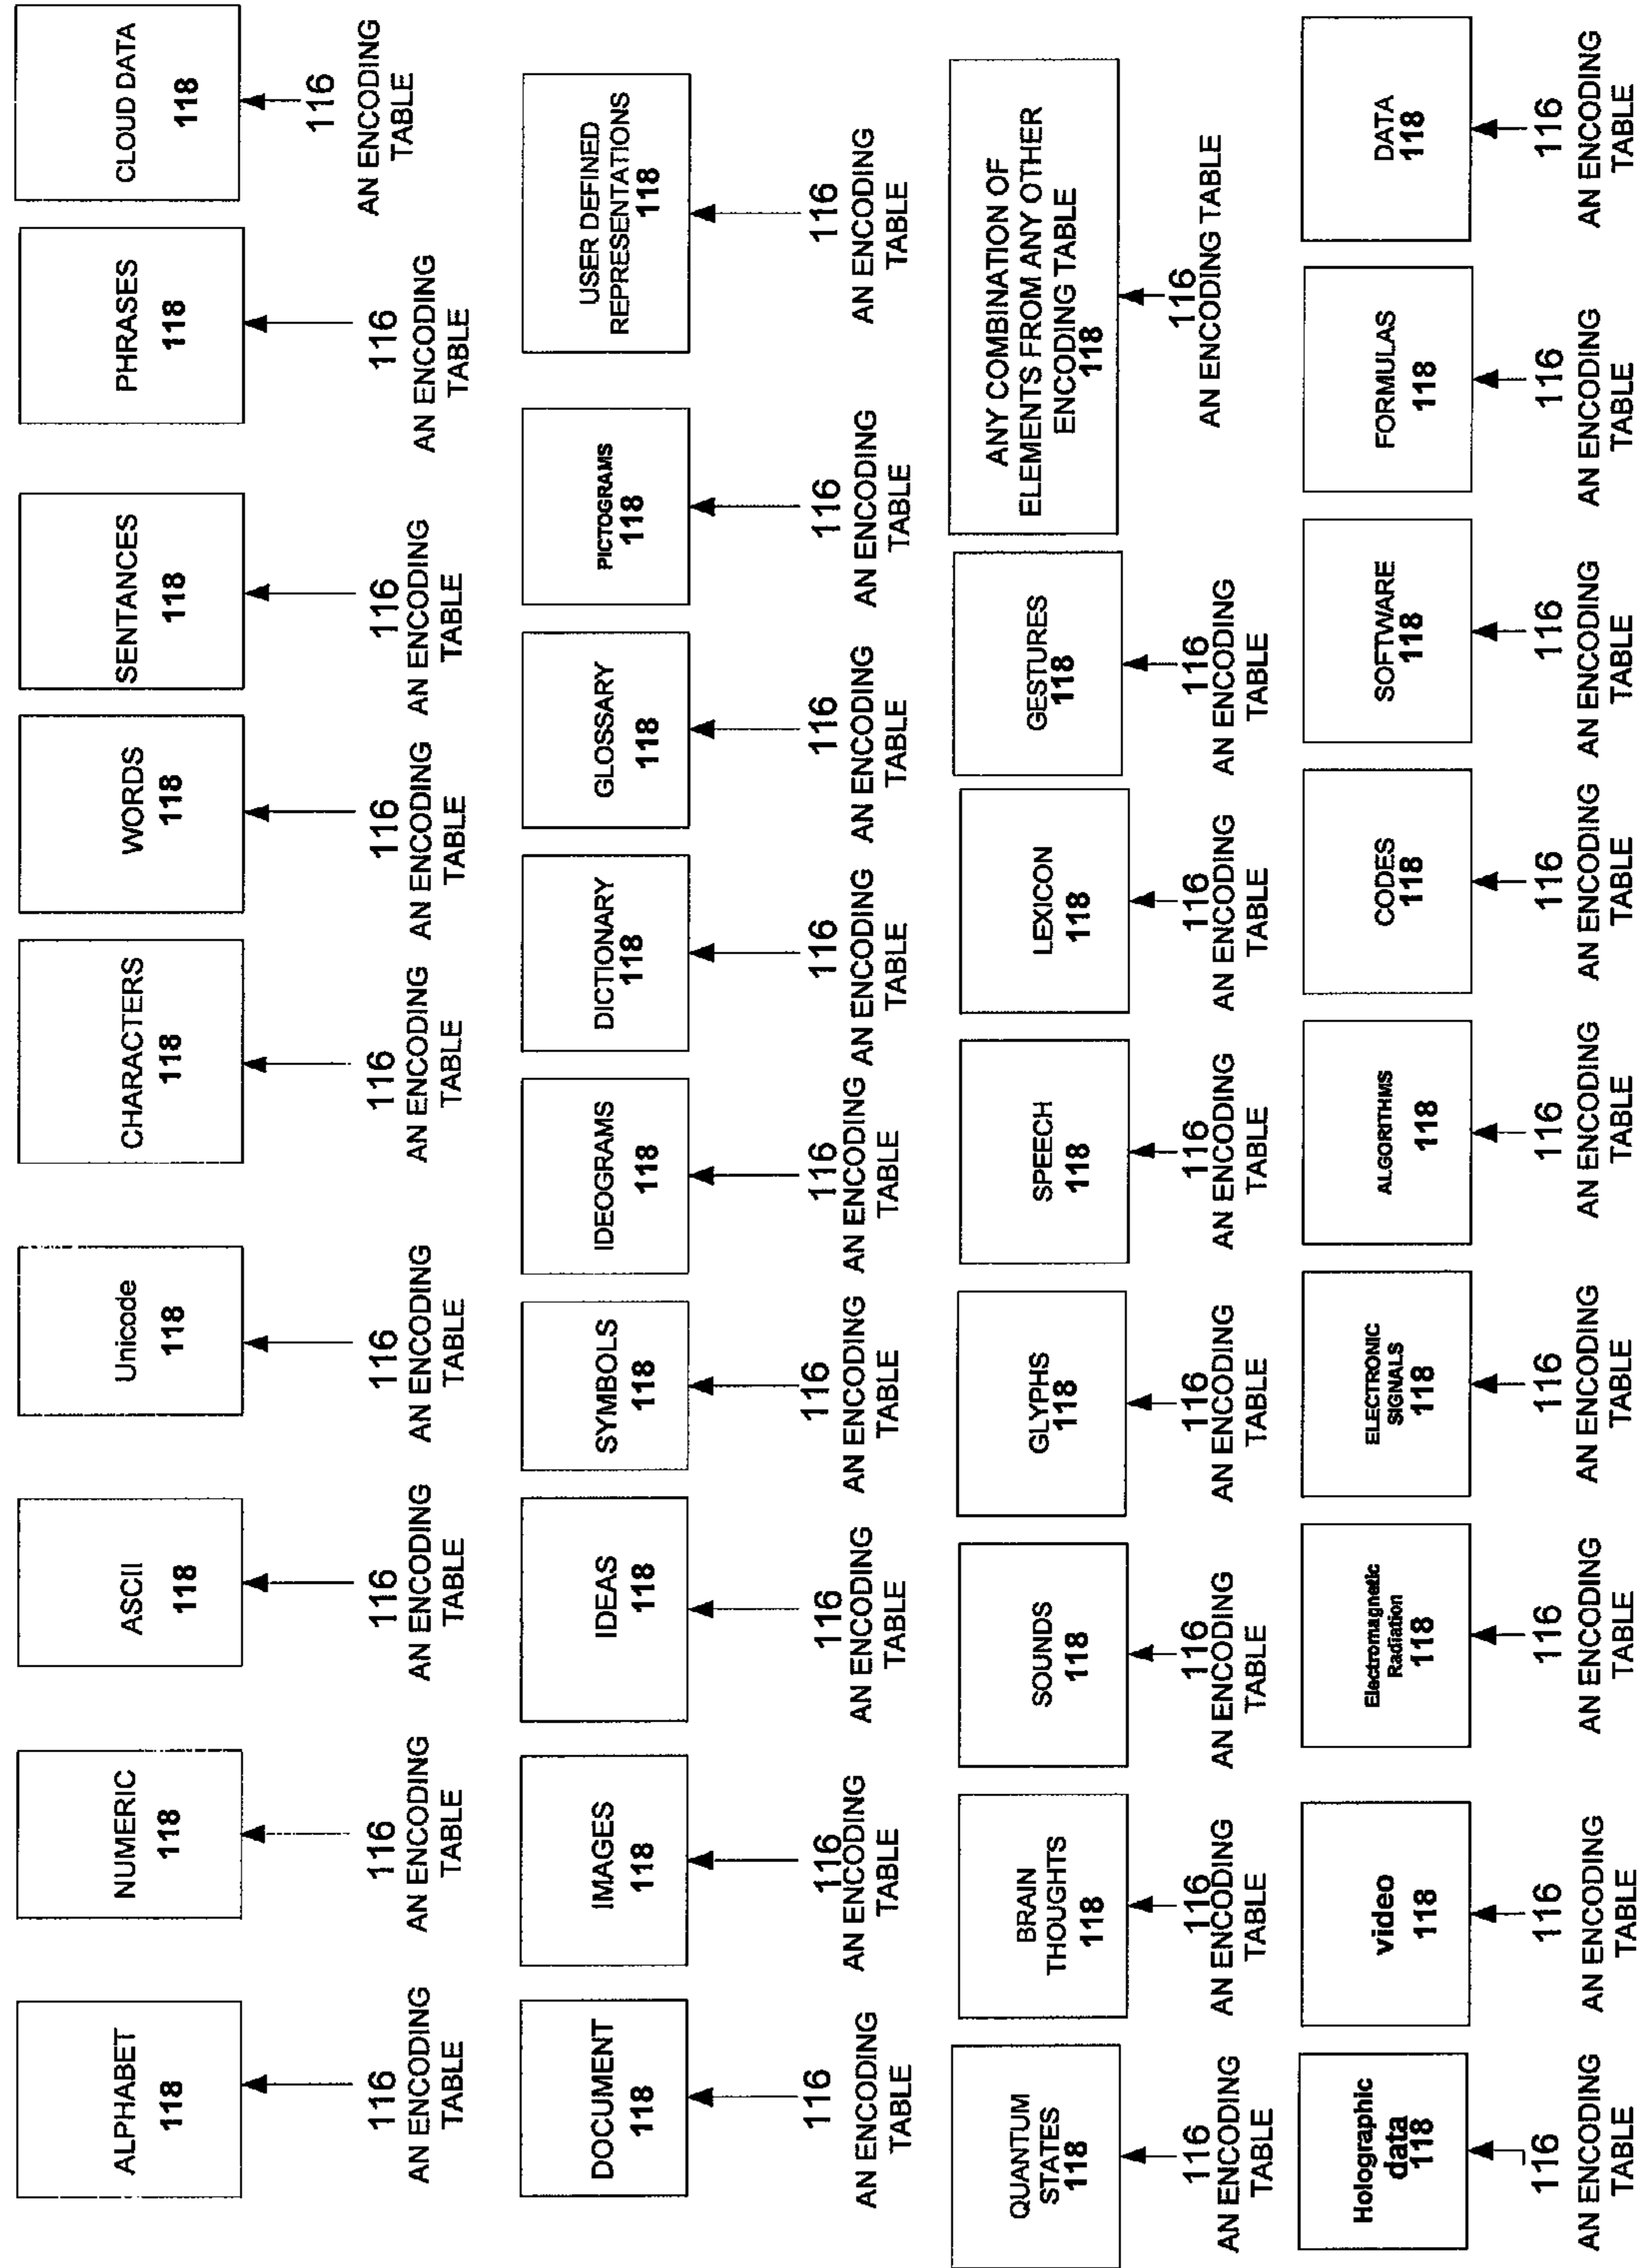 ALPHABET
118
116
AN ENCODING
TABLE
NUMERIC
118
116
AN ENCODING
TABLE
ASCII
118
116
AN ENCODING
TABLE
Unicode
118
116
AN ENCODING
TABLE
CHARACTERS
118
116
AN ENCODING
TABLE
WORDS
118
116
AN ENCODING
TABLE
SENTANCES
118
116
AN ENCODING
TABLE
PHRASES
118
116
AN ENCODING
TABLE
CLOUD DATA
118
116
AN ENCODING
TABLE
DOCUMENT
118
116
AN ENCODING
TABLE
IMAGES
118
116
AN ENCODING
TABLE
IDEAS
118
116
AN ENCODING
TABLE
SYMBOLS
118
116
AN ENCODING
TABLE
IDEOGRAMS
118
116
AN ENCODING
TABLE
DICTIONARY
118
116
AN ENCODING
TABLE
GLOSSARY
118
116
AN ENCODING
TABLE
PICTOGRAMS
118
116
AN ENCODING
TABLE
USER DEFINED
REPRESENTATIONS
118
116
AN ENCODING
TABLE
QUANTUM
STATES
118
116
AN ENCODING
TABLE
BRAIN
THOUGHTS
118
116
AN ENCODING
TABLE
SOUNDS
118
116
AN ENCODING
TABLE
GLYPHS
118
116
AN ENCODING
TABLE
SPEECH
118
116
AN ENCODING
TABLE
LEXICON
118
116
AN ENCODING
TABLE
GESTURES
118
116
AN ENCODING
TABLE
ANY COMBINATION OF
ELEMENTS FROM ANY OTHER
ENCODING TABLE
118
116
AN ENCODING TABLE
Holographic
data
118
116
AN ENCODING
TABLE
video
118
116
AN ENCODING
TABLE
Electromagnetic
Radiation
118
116
AN ENCODING
TABLE
ELECTRONIC
SIGNALS
118
116
AN ENCODING
TABLE
ALGORITHMS
118
116
AN ENCODING
TABLE
CODES
118
116
AN ENCODING
TABLE
SOFTWARE
118
116
AN ENCODING
TABLE
FORMULAS
118
116
AN ENCODING
TABLE
DATA
118
116
AN ENCODING
TABLE